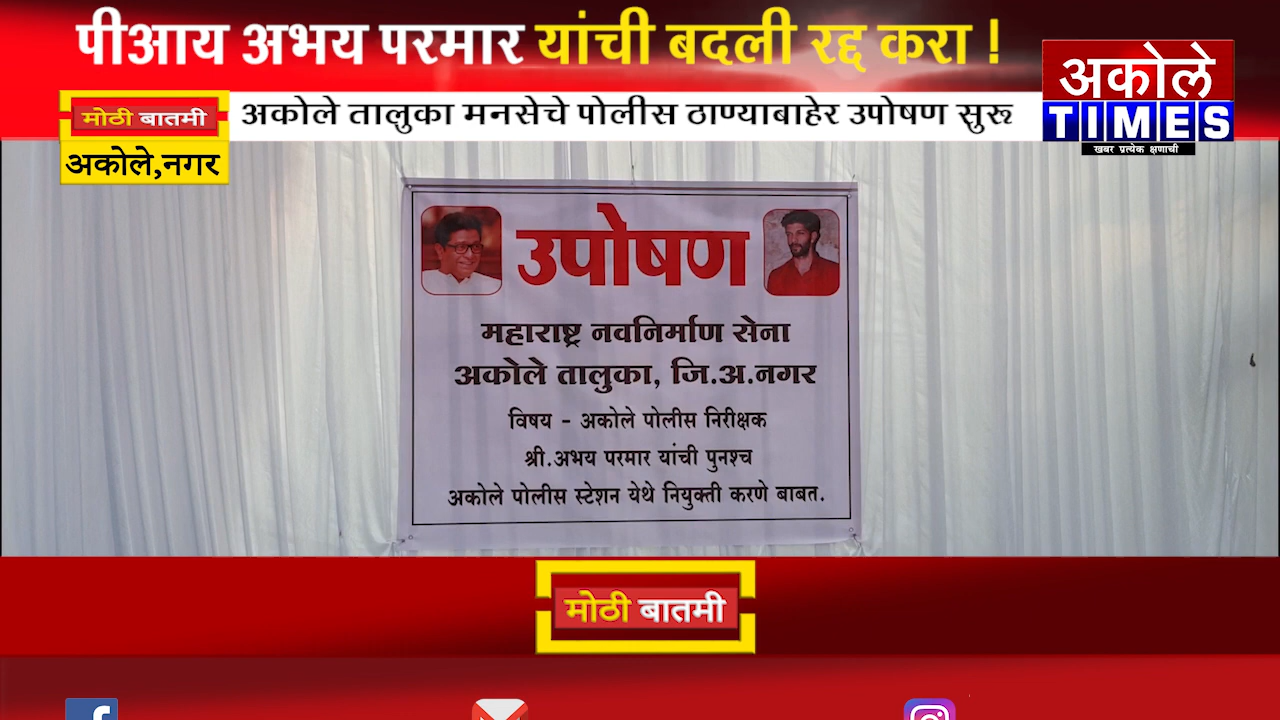 पीआय अभय परमार यांची बदली रद्द करा !
मोठी बातमी
अकोले तालुका मनसेचे पोलीस ठाण्याबाहेर उपोषण सुरू
अकोले,नगर
अकोले
TIMES
खबर प्रत्येक क्षणाची
उपोषण
महाराष्ट्र नवनिर्माण सेना
अकोले तालुका, जि.अ.नगर
विषय - अकोले पोलीस निरीक्षक
श्री.अभय परमार यांची पुनश्च
अकोले पोलीस स्टेशन येथे नियुक्ती करणे बाबत.
मोठी बातमी